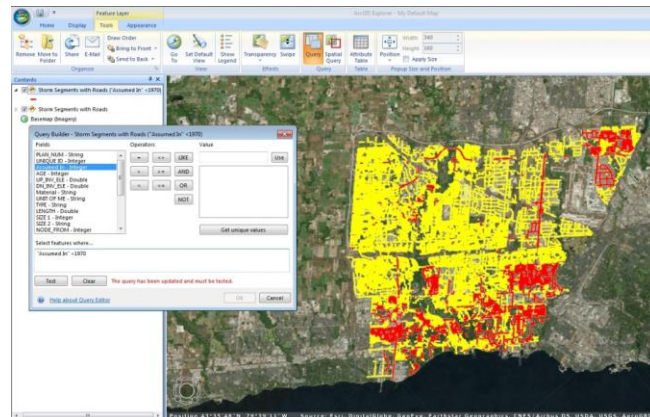 Feature Layer
ArcGIS Explorer - My Default Map
Home Display Tools Appearance
Remove Move to Folder Share E-Mail
Draw Order
Bring to Front
Send to Back
Go To Set Default View Show Legend
Transparency Swipe
Query Spatial Query
Attribute Table
Position
Width 340
Height
Apply Size
Organize View Effects Query Table Popup Size and Position
Contents
Storm Segments with Roads ("Assumed In" <1970)
Storm Segments with Roads
Basemap (Imagery)
Query Builder - Storm Segments with Roads ("Assumed In" <1970)
Fields Operators Value
PLAN_NUM - String
UNIQUE ID - Integer
Assumed In - Integer
AGE - Integer
UP_INV_ELE - Double
DN_INV_ELE - Double
Material - String
UNIT OF ME - String
TYPE - String
LENGTH - Double
SIZE 1 - Integer
SIZE 2 - String
NODE_FROM - Integer
LIKE
AND
OR
NOT
Use
Get unique values
Select features where...
"Assumed In" <1970
Test Clear The query has been updated and must be tested.
Help about Query Editor
OK Cancel